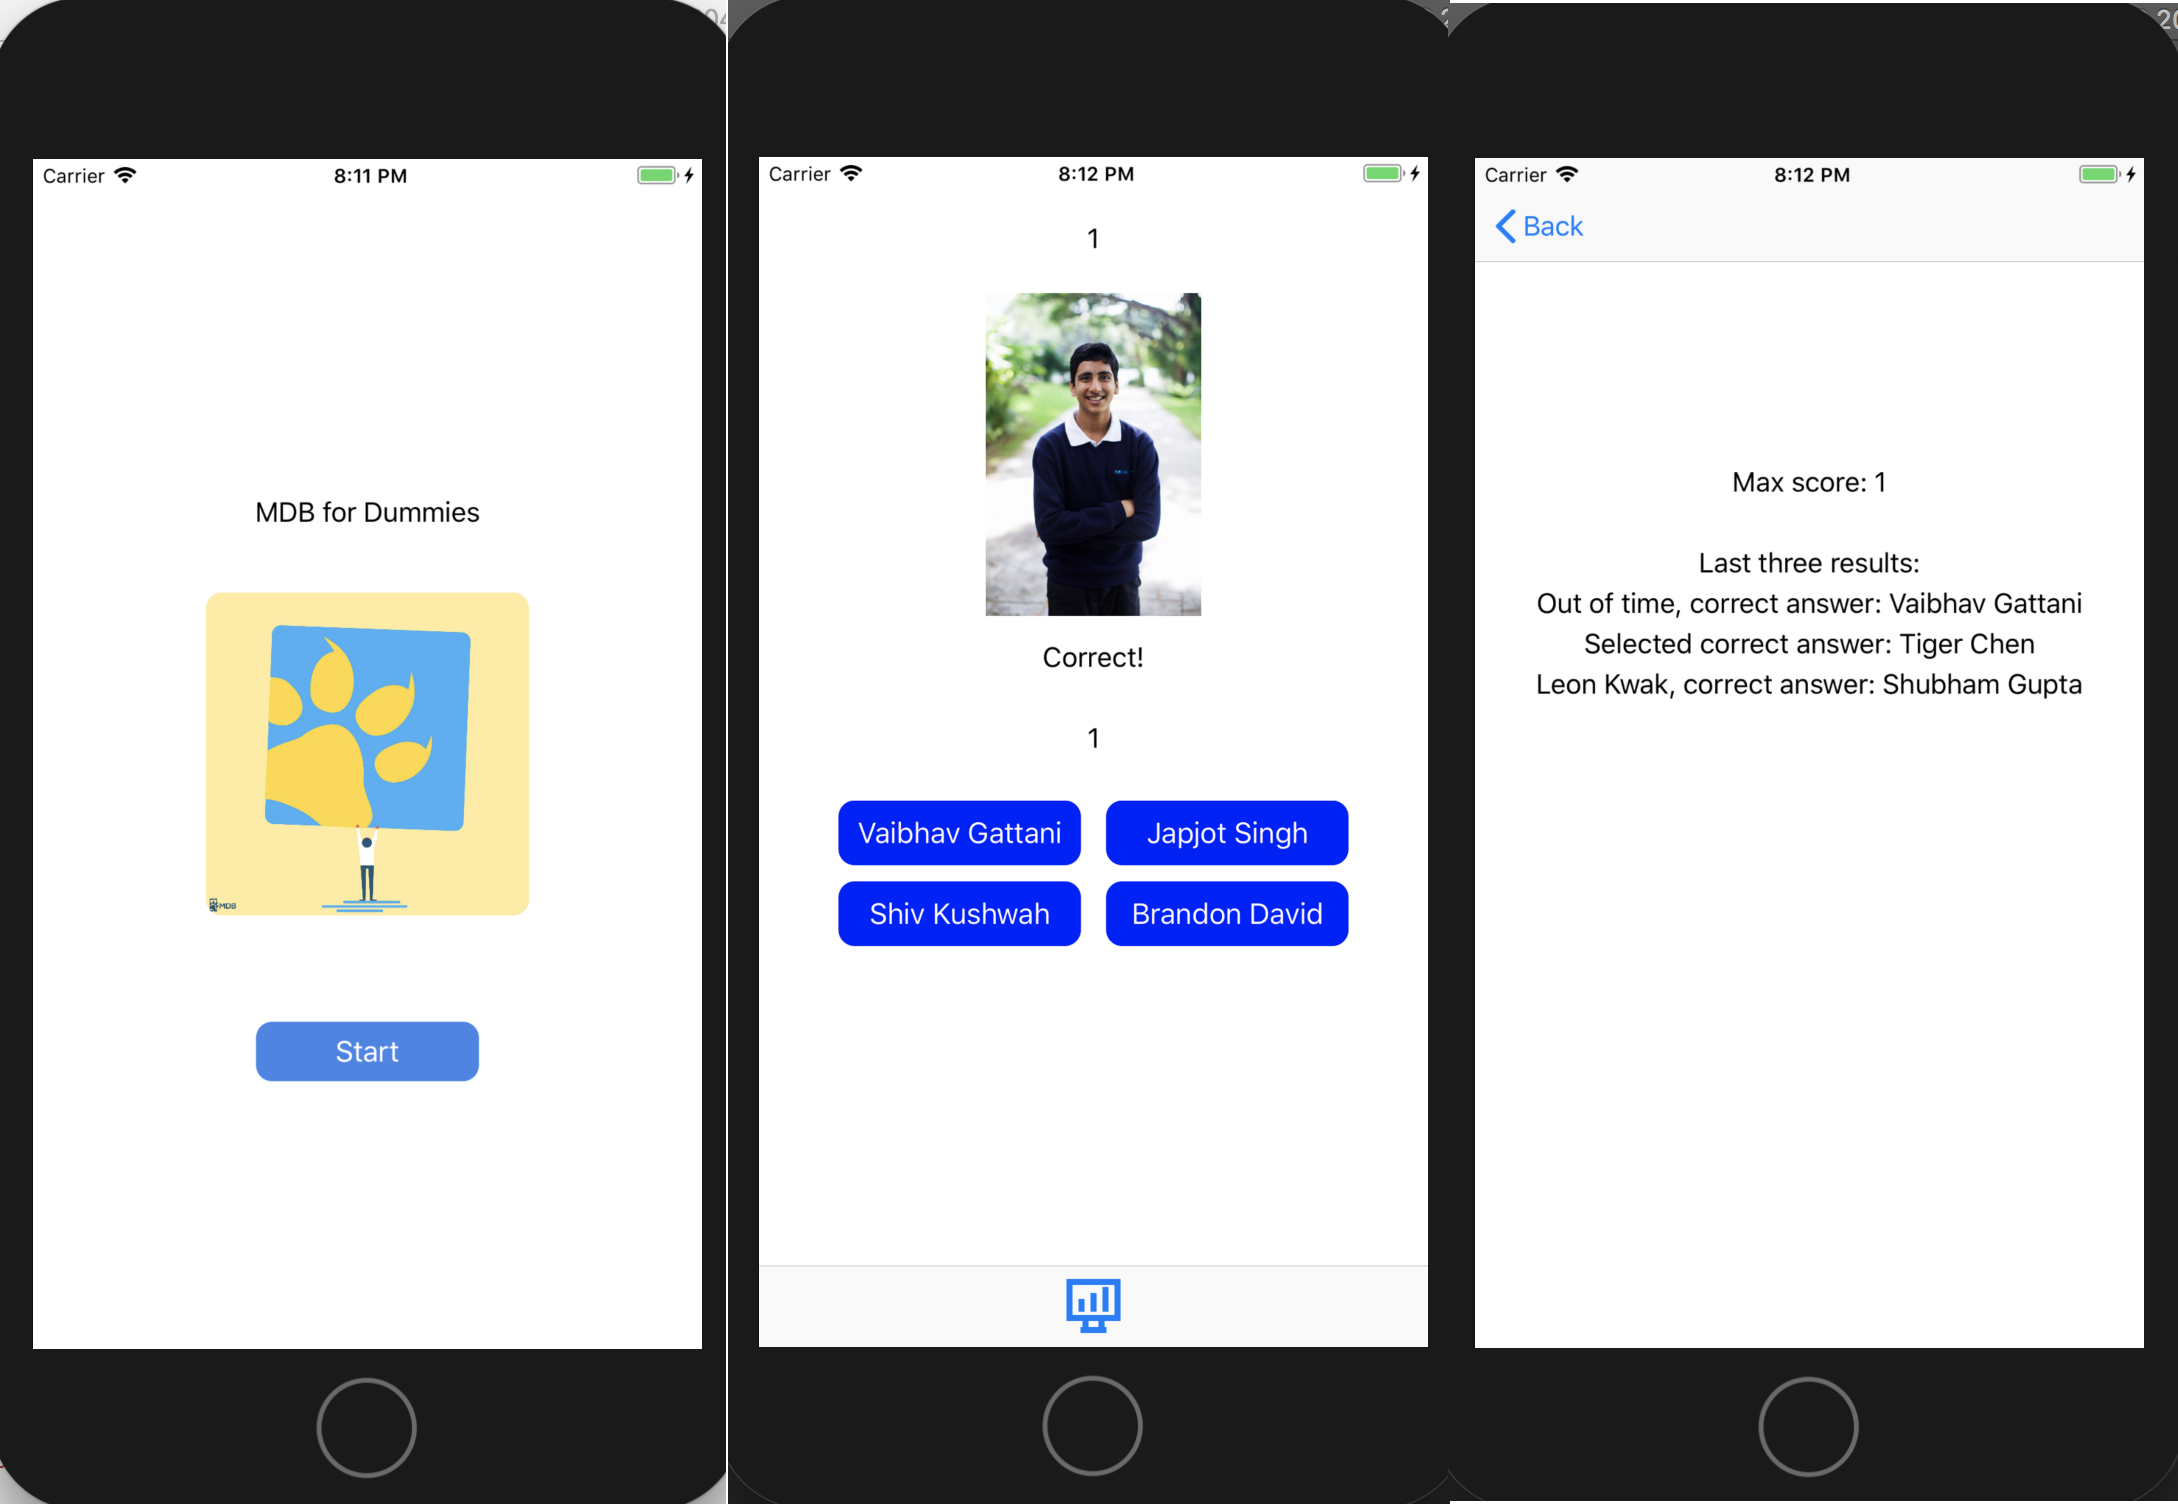 Carrier 8:11 PM
MDB for Dummies
MDB
Start
Carrier 8:12 PM
1
Correct!
1
Vaibhav Gattani Japjot Singh
Shiv Kushwah Brandon David
Carrier 8:12 PM
Back
Max score: 1
Last three results:
Out of time, correct answer: Vaibhav Gattani
Selected correct answer: Tiger Chen
Leon Kwak, correct answer: Shubham Gupta